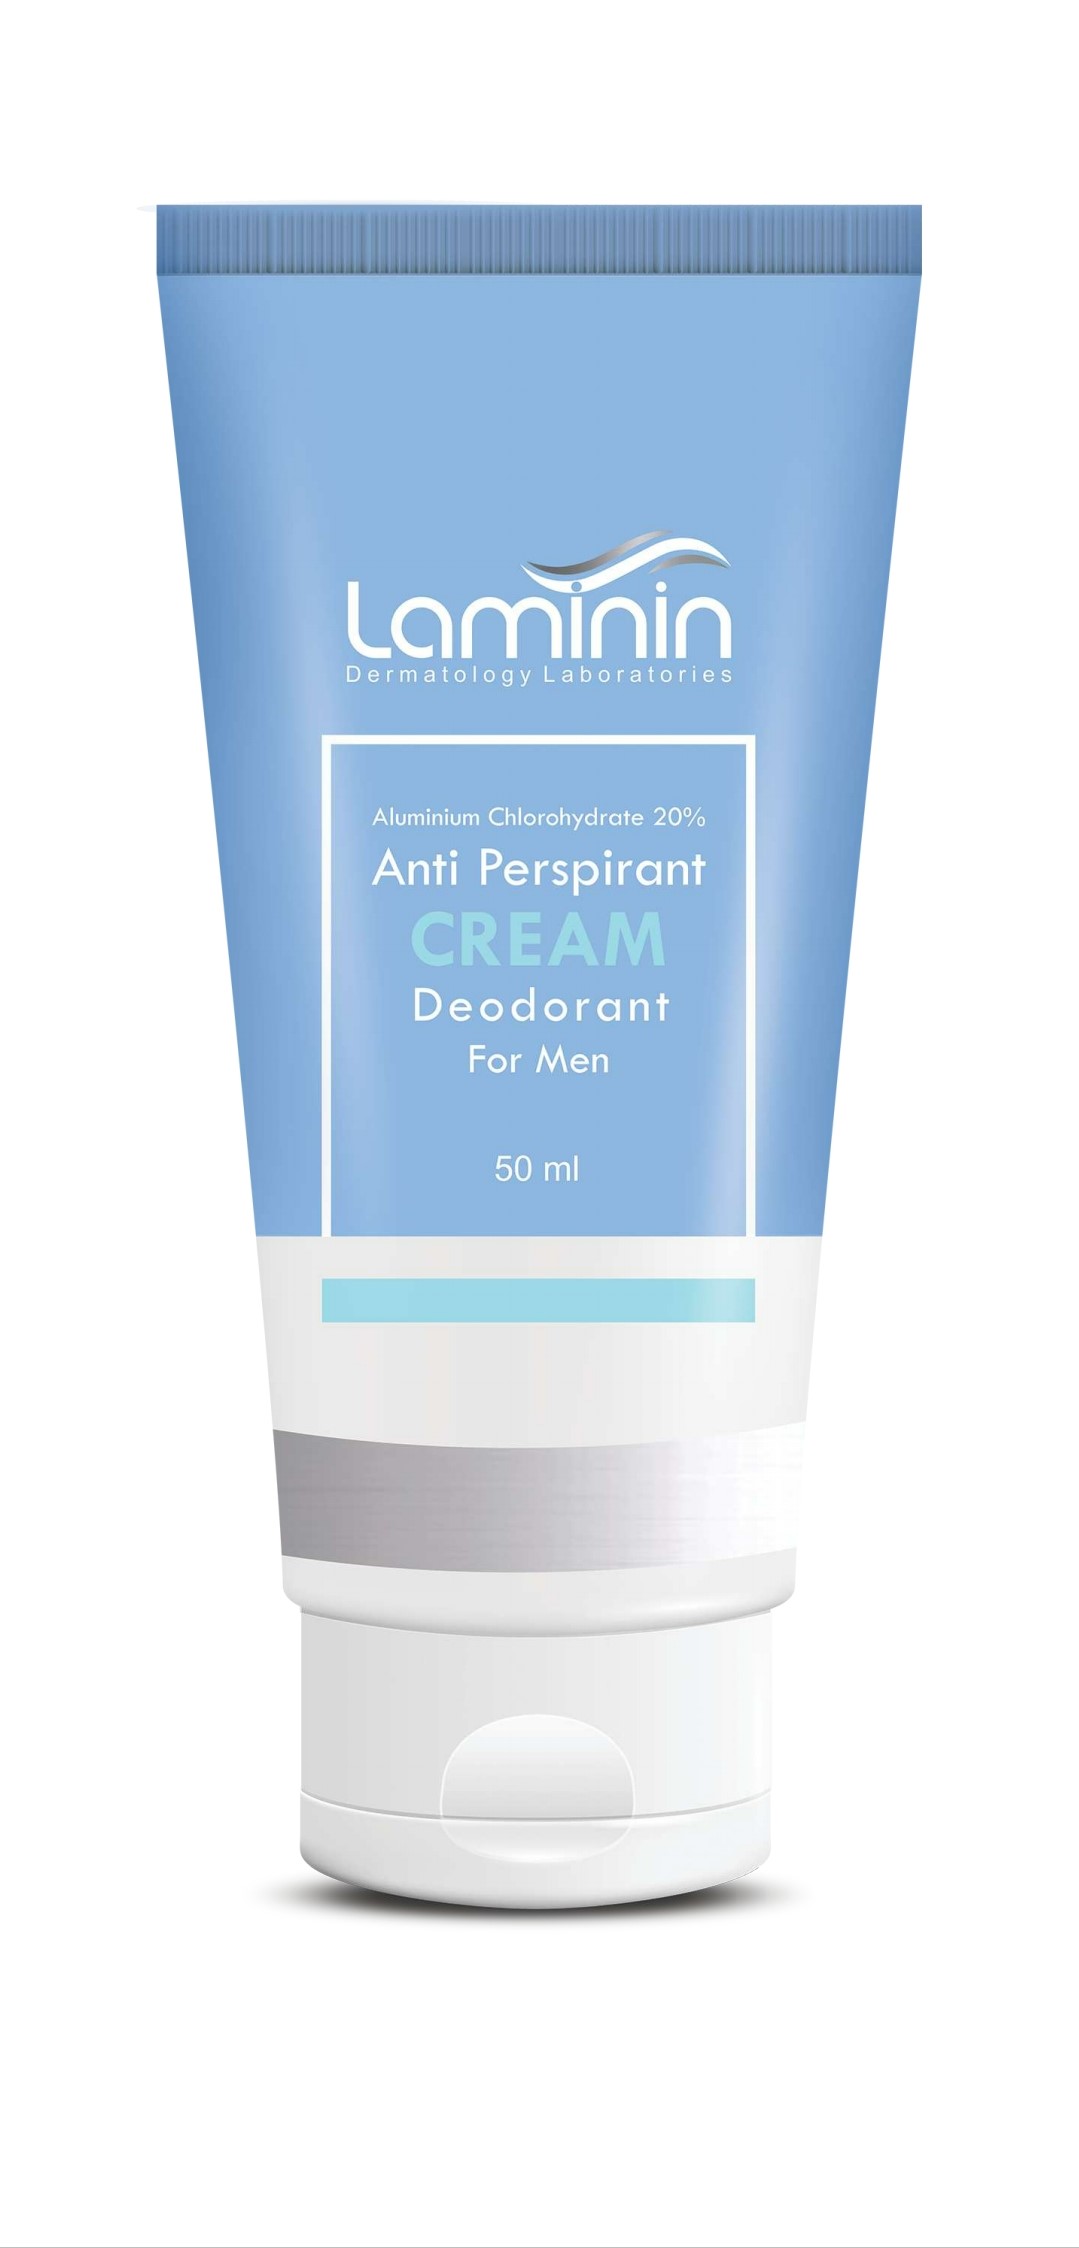 Laminin
Dermatology Laboratories
Aluminium Chlorohydrate 20%
Anti Perspirant
CREAM
Deodorant
For Men
50 ml